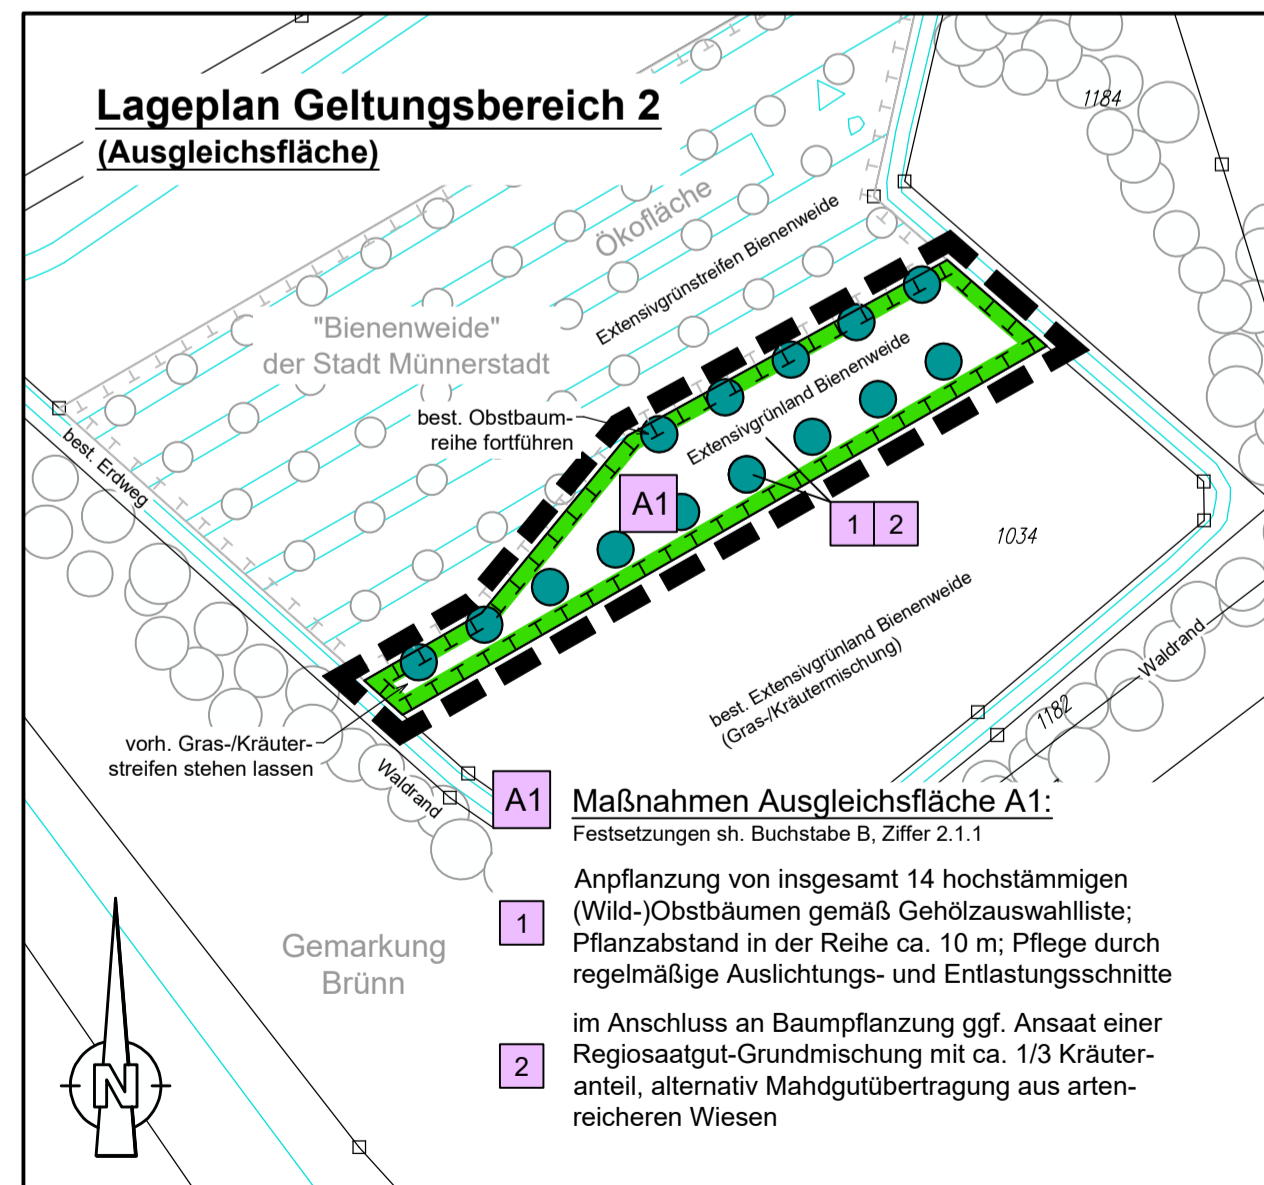 Lageplan Geltungsbereich 2
(Ausgleichsfläche)
1184
Ökofläche
Extensivgrünstreifen Bienenweide
"Bienenweide"
der Stadt Münnerstadt
best. Obstbaum-
reihe fortführen
Extensivgrünland Bienenweide
best. Erdweg
A1
1 2
1034
best. Extensivgrünland Bienenweide
(Gras-/Kräutermischung)
Waldrand
1182
vorh. Gras-/Kräuter-
streifen stehen lassen
Waldrand
A1 Maßnahmen Ausgleichsfläche A1:
Festsetzungen sh. Buchstabe B, Ziffer 2.1.1
1 Anpflanzung von insgesamt 14 hochstämmigen
(Wild-)Obstbäumen gemäß Gehölzauswahlliste;
Pflanzabstand in der Reihe ca. 10 m; Pflege durch
regelmäßige Auslichtungs- und Entlastungsschnitte
2 im Anschluss an Baumpflanzung ggf. Ansaat einer
Regiosaatgut-Grundmischung mit ca. 1/3 Kräuter-
anteil, alternativ Mahdgutübertragung aus arten-
reicheren Wiesen
Gemarkung
Brünn
N